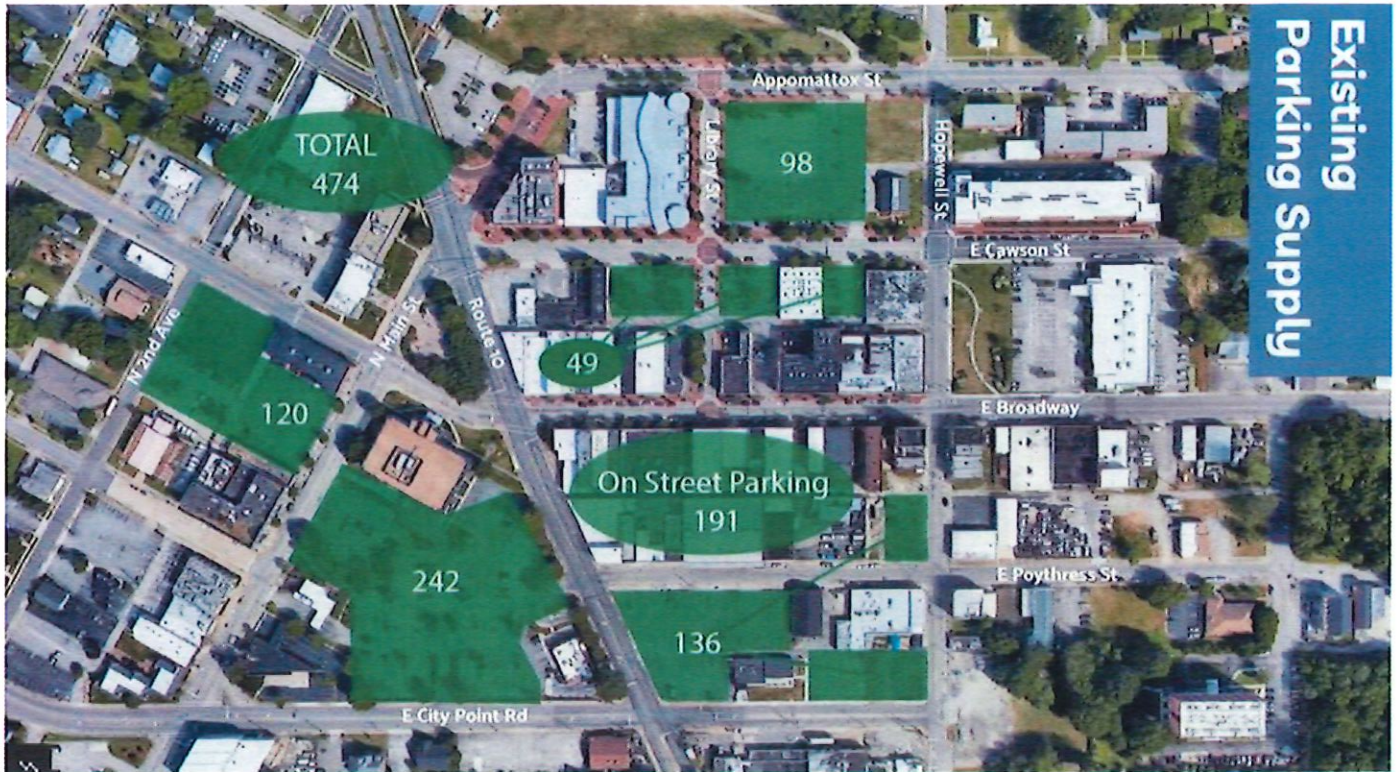 Existing
Parking Supply
Appomattox St
Library St
Hopewell St.
TOTAL
474
98
E Cawson St
N 2nd Ave
N Main St
Route 10
49
120
E Broadway
On Street Parking
191
242
E Poythress St
136
E City Point Rd